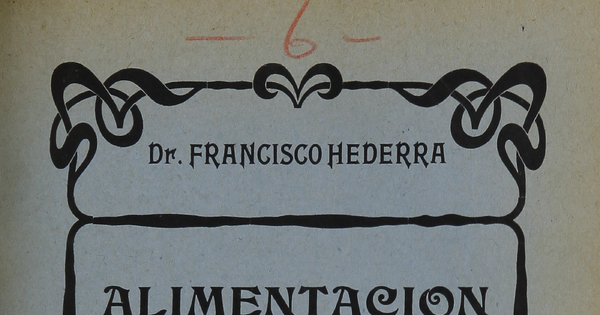 — 6 —
Dr. FRANCISCO HEDERRA
ALIMENTACION